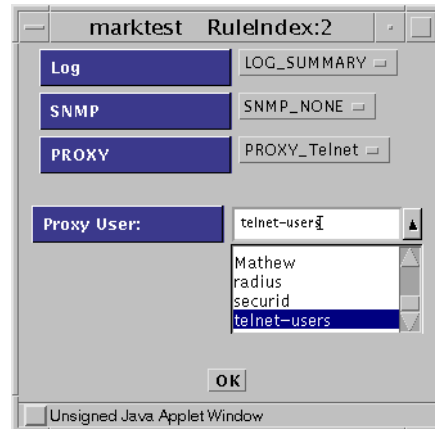 marktest RuleIndex:2
Log LOG_SUMMARY
SNMP SNMP_NONE
PROXY PROXY_Telnet
Proxy User: telnet-users
Mathew
radius
securid
telnet-users
OK
Unsigned Java Applet Window